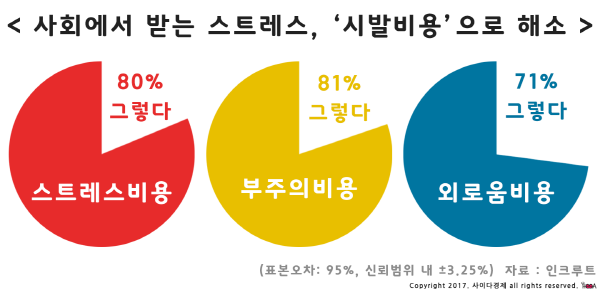 < 사회에서 받는 스트레스, ‘시발비용’으로 해소 >
80%
그렇다
스트레스비용
81%
그렇다
부주의비용
71%
그렇다
외로움비용
(표본오차: 95%, 신뢰범위 내 ±3.25%) 자료 : 인크루트
Copyright 2017. 사이다경제 all rights reserved.